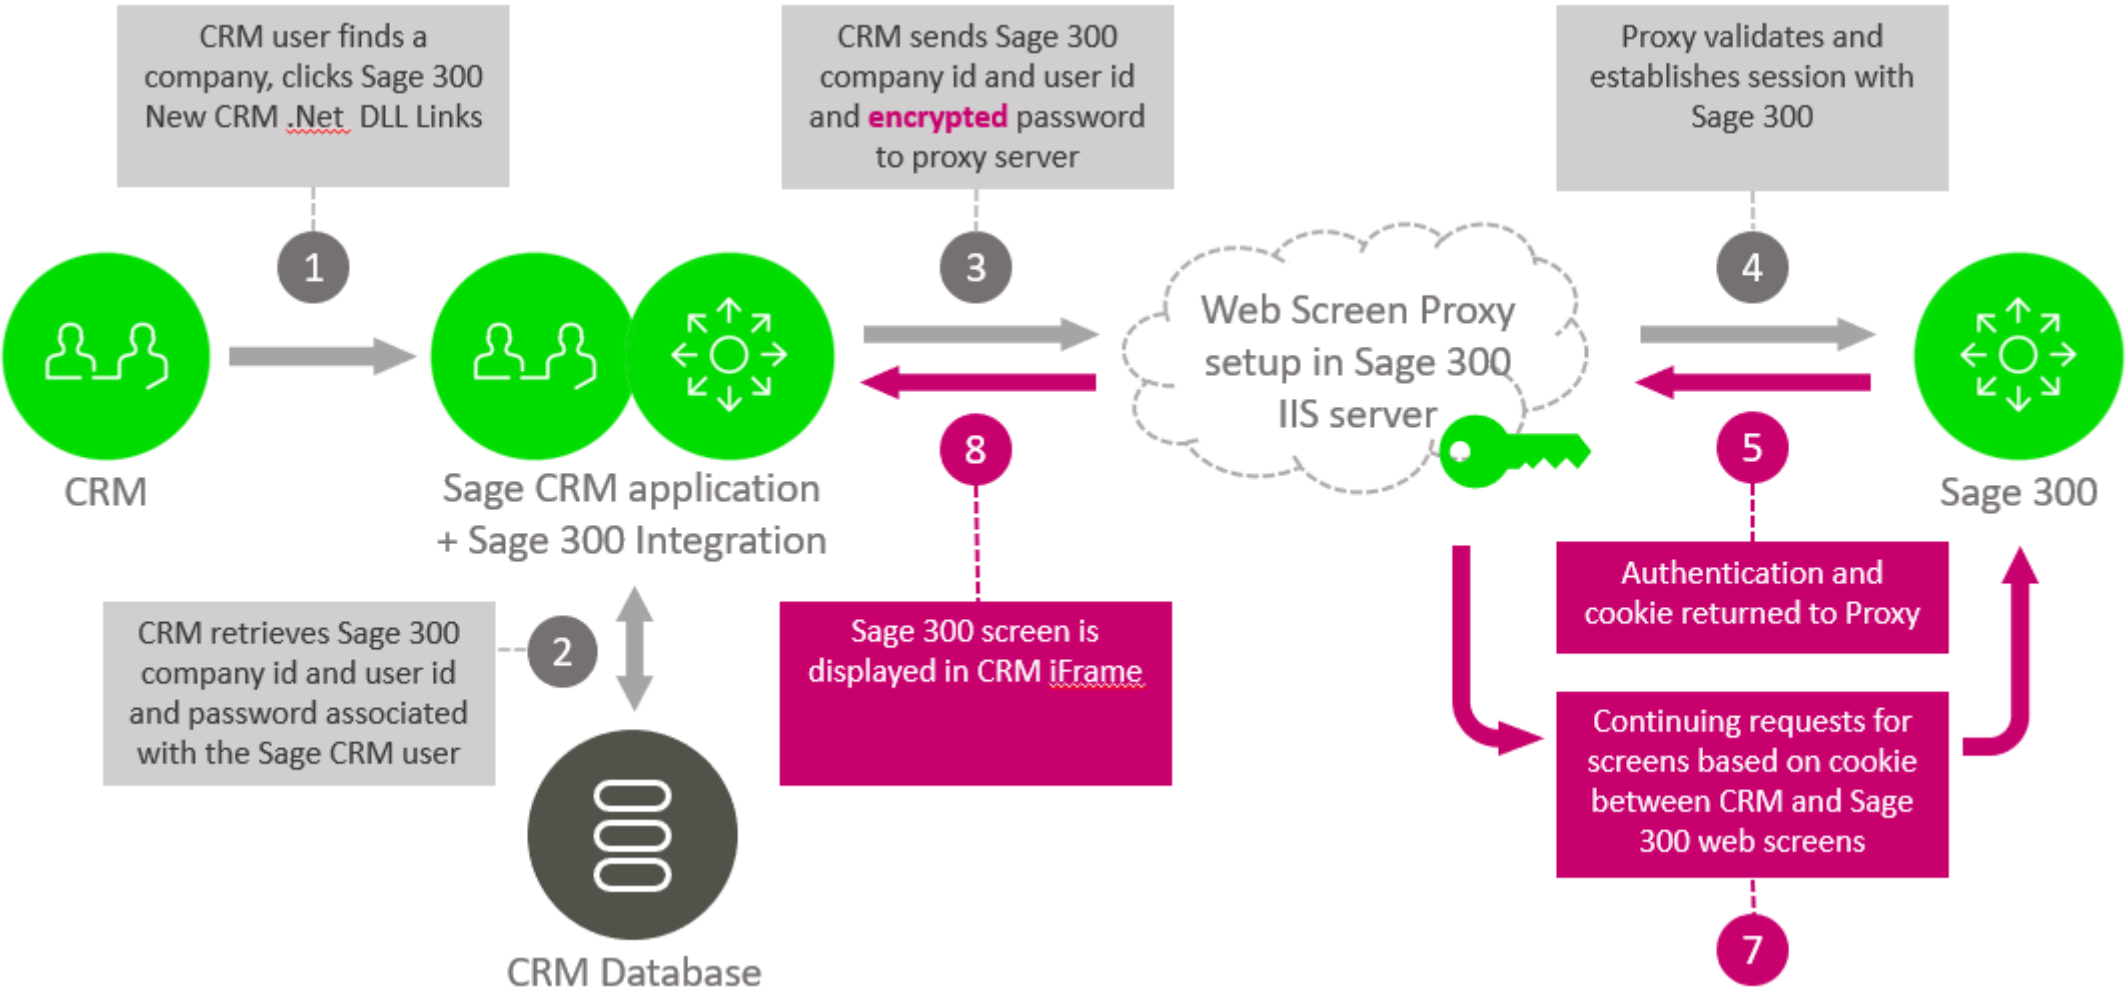 CRM user finds a
company, clicks Sage 300
New CRM .Net  DLL Links
1
CRM
Sage CRM application
+ Sage 300 Integration
CRM retrieves Sage 300
company id and user id
and password associated
with the Sage CRM user
2
CRM Database
CRM sends Sage 300
company id and user id
and encrypted password
to proxy server
3
Web Screen Proxy
setup in Sage 300
IIS server
Proxy validates and
establishes session with
Sage 300
4
Sage 300
5
Authentication and
cookie returned to Proxy
Continuing requests for
screens based on cookie
between CRM and Sage
300 web screens
7
8
Sage 300 screen is
displayed in CRM iFrame